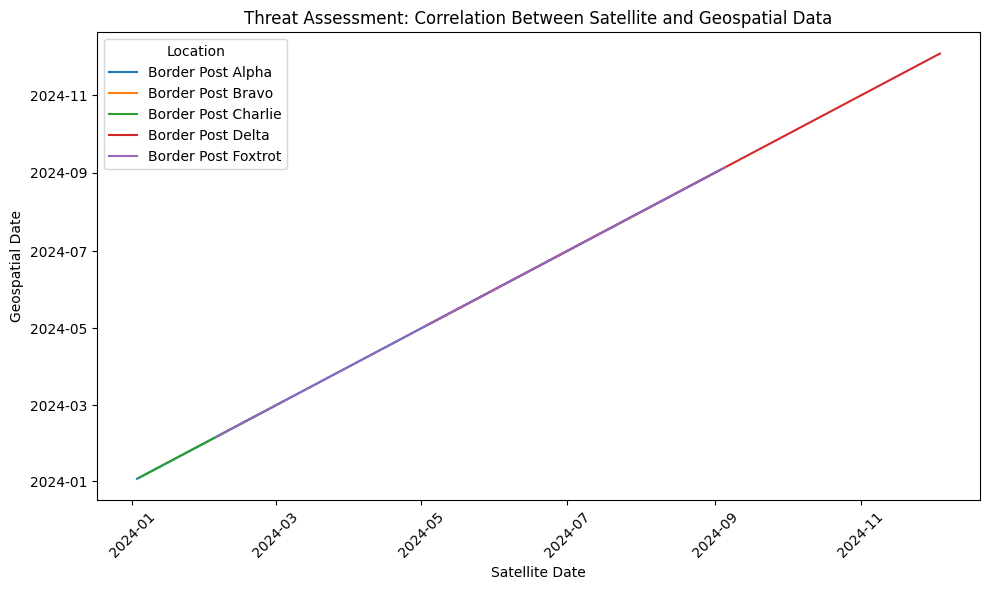 Threat Assessment: Correlation Between Satellite and Geospatial Data
Location
Border Post Alpha
Border Post Bravo
Border Post Charlie
Border Post Delta
Border Post Foxtrot
Geospatial Date
2024-11
2024-09
2024-07
2024-05
2024-03
2024-01
2024-01
2024-03
2024-05
2024-07
2024-09
2024-11
Satellite Date